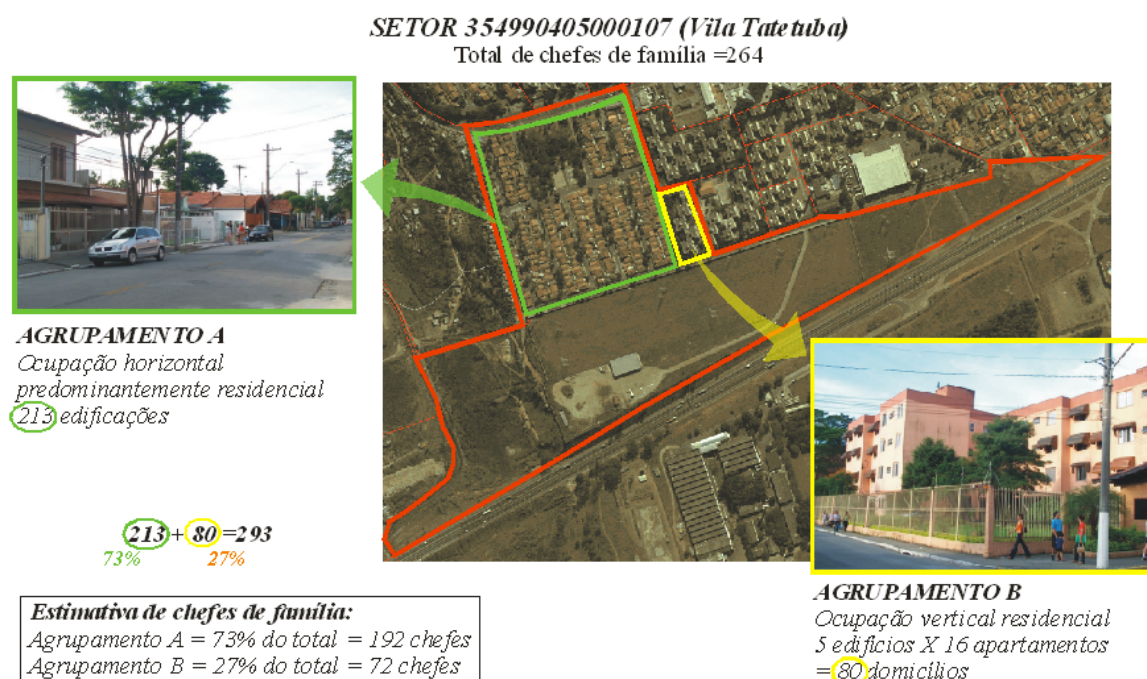 SETOR 354990405000107 (Vila Tatetuba)
Total de chefes de família =264
AGRUPAMENTO A
Ocupação horizontal
predominantemente residencial
213 edificações
213 + 80 =293
73% 27%
Estimativa de chefes de família:
Agrupamento A = 73% do total = 192 chefes
Agrupamento B = 27% do total = 72 chefes
AGRUPAMENTO B
Ocupação vertical residencial
5 edifícios X 16 apartamentos
= 80 domicílios